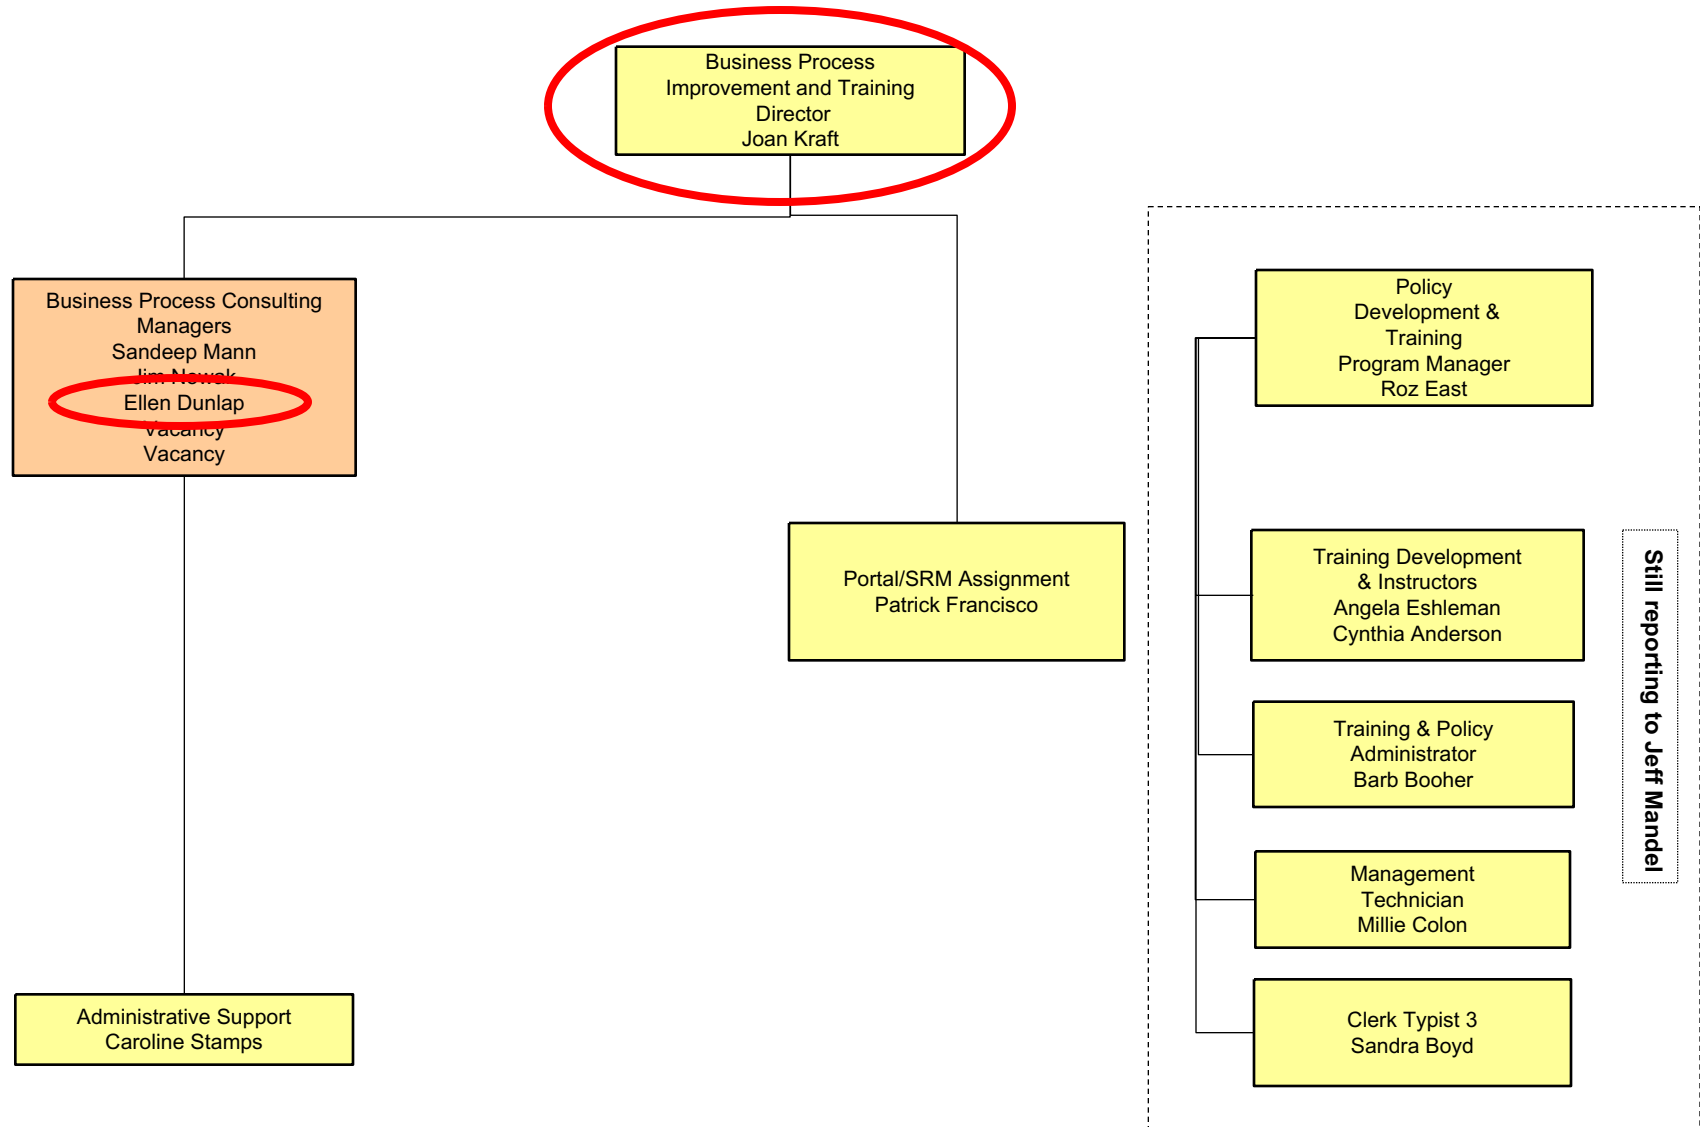 Business Process
Improvement and Training
Director
Joan Kraft
Business Process Consulting
Managers
Sandeep Mann
Jim Nowak
Ellen Dunlap
Vacancy
Vacancy
Administrative Support
Caroline Stamps
Portal/SRM Assignment
Patrick Francisco
Policy
Development &
Training
Program Manager
Roz East
Training Development
& Instructors
Angela Eshleman
Cynthia Anderson
Training & Policy
Administrator
Barb Booher
Management
Technician
Millie Colon
Clerk Typist 3
Sandra Boyd
Still reporting to Jeff Mandel